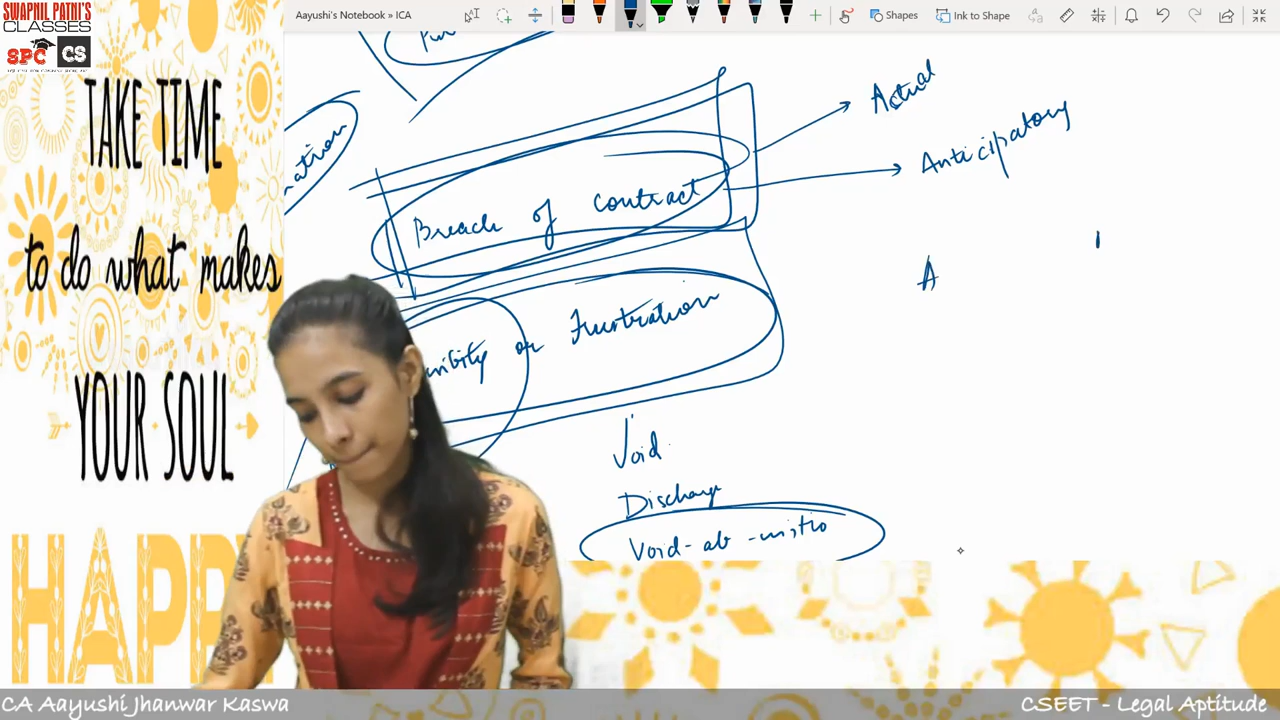 SWAPNIL PATNI'S
CLASSES
SPC CS
Aayushi's Notebook » ICA
Shapes
Ink to Shape
TAKE TIME
to do what makes
YOUR SOUL
HAPP
Actual
Anticipatory
Breach of contract
or Frustration
A
Void
Discharge
Void-ab-initio
CA Aayushi Jhanwar Kaswa
CSEET - Legal Aptitude